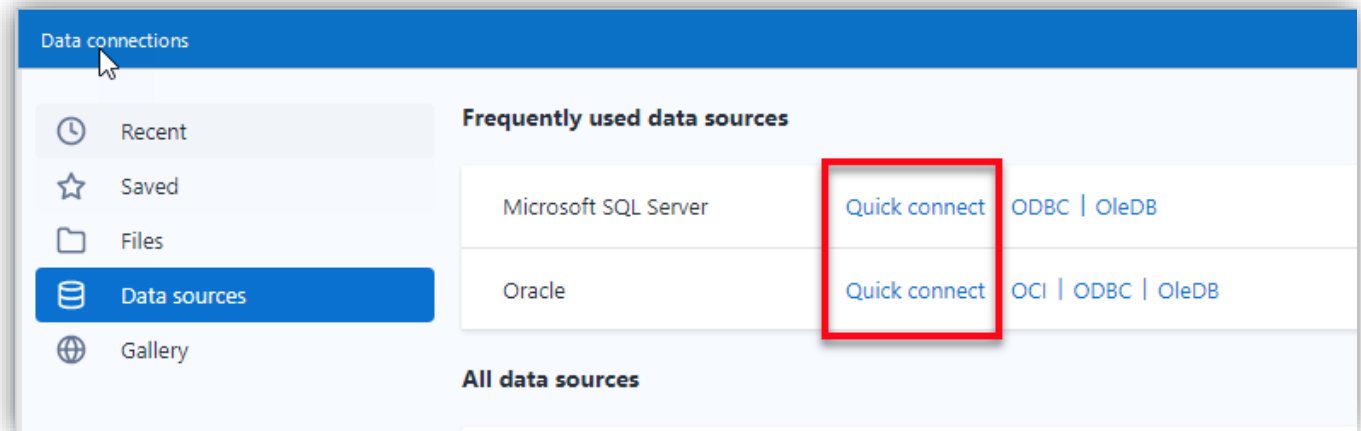 Data connections
Recent
Saved
Files
Data sources
Gallery
Frequently used data sources
Microsoft SQL Server Quick connect ODBC | OleDB
Oracle Quick connect OCI | ODBC | OleDB
All data sources